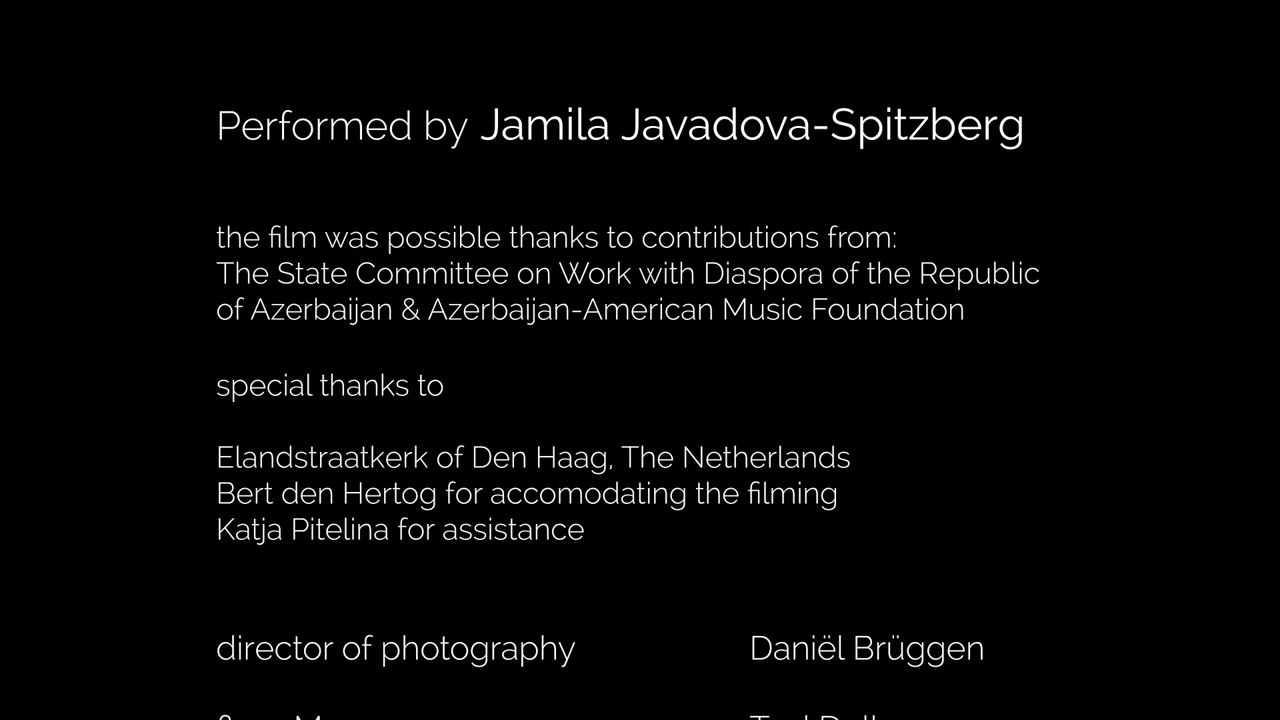 Performed by Jamila Javadova-Spitzberg
the film was possible thanks to contributions from:
The State Committee on Work with Diaspora of the Republic
of Azerbaijan & Azerbaijan-American Music Foundation
special thanks to
Elandstraatkerk of Den Haag, The Netherlands
Bert den Hertog for accomodating the filming
Katja Pitelina for assistance
director of photography Daniël Brüggen